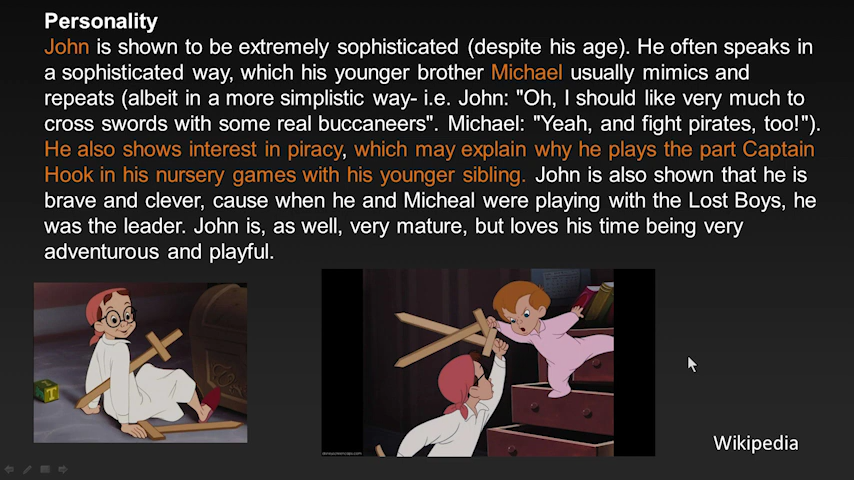 Personality
John is shown to be extremely sophisticated (despite his age). He often speaks in
a sophisticated way, which his younger brother Michael usually mimics and
repeats (albeit in a more simplistic way- i.e. John: "Oh, I should like very much to
cross swords with some real buccaneers". Michael: "Yeah, and fight pirates, too!").
He also shows interest in piracy, which may explain why he plays the part Captain
Hook in his nursery games with his younger sibling. John is also shown that he is
brave and clever, cause when he and Micheal were playing with the Lost Boys, he
was the leader. John is, as well, very mature, but loves his time being very
adventurous and playful.
T
Wikipedia